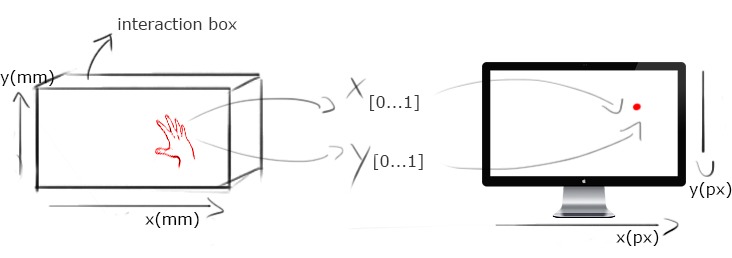 interaction box
y(mm)
x [0...1]
y [0...1]
x(mm)
y(px)
x(px)